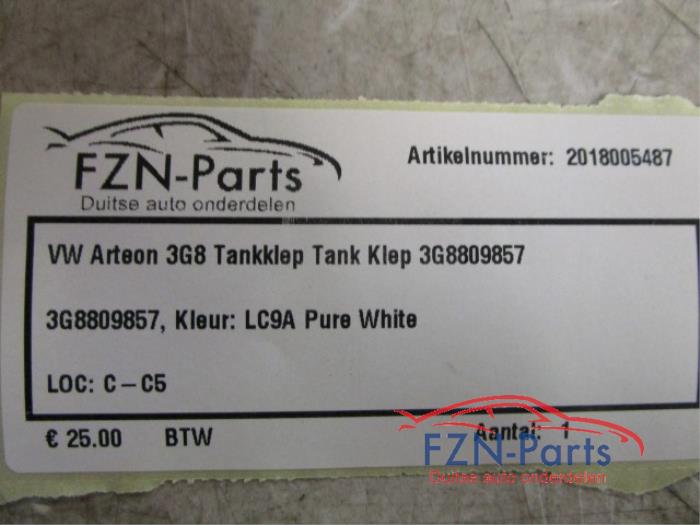 FZN-Parts
Duitse auto onderdelen
Artikelnummer: 2018005487
VW Arteon 3G8 Tankklep Tank Klep 3G8809857
3G8809857, Kleur: LC9A Pure White
LOC: C-C5
€ 25.00 BTW Aantal: 1
FZN-Parts
Duitse auto onderdelen